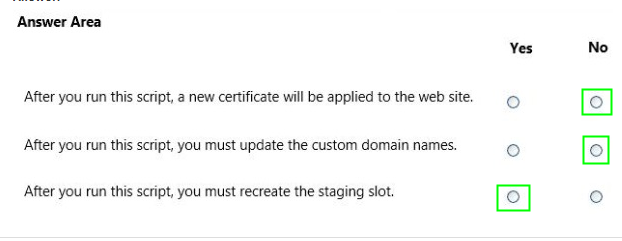 Answer Area
Yes No
After you run this script, a new certificate will be applied to the web site.
After you run this script, you must update the custom domain names.
After you run this script, you must recreate the staging slot.